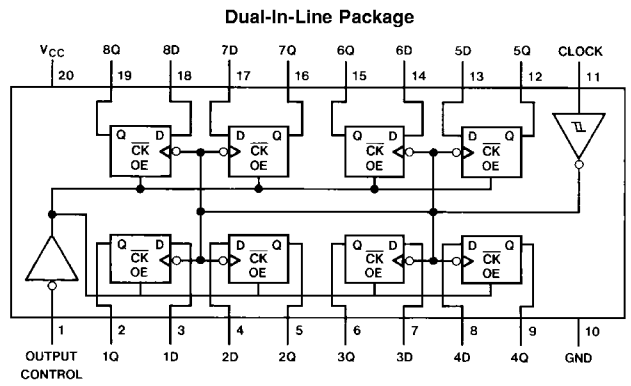 Dual-In-Line Package
VCC 8Q 8D 7D 7Q 6Q 6D 5D 5Q CLOCK
20 19 18 17 16 15 14 13 12 11
Q D D Q Q D D Q
CK CK CK CK
OE OE OE OE
Q D D Q Q D D Q
CK CK CK CK
OE OE OE OE
1 2 3 4 5 6 7 8 9 10
OUTPUT CONTROL 1Q 1D 2D 2Q 3Q 3D 4D 4Q GND